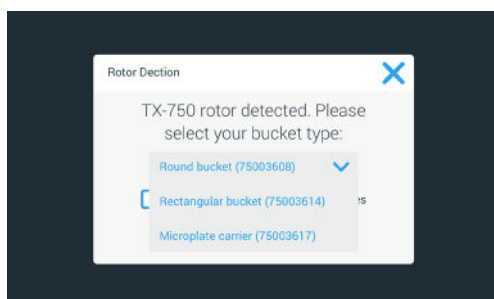 Rotor Dection
TX-750 rotor detected. Please
select your bucket type:
Round bucket (75003608)
Rectangular bucket (75003614)
Microplate carrier (75003617)